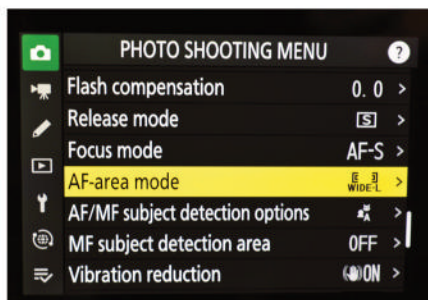 PHOTO SHOOTING MENU ?
Flash compensation 0.0 >
Release mode S >
Focus mode AF-S >
AF-area mode WIDE-L >
AF/MF subject detection options A >
MF subject detection area OFF >
Vibration reduction ON >